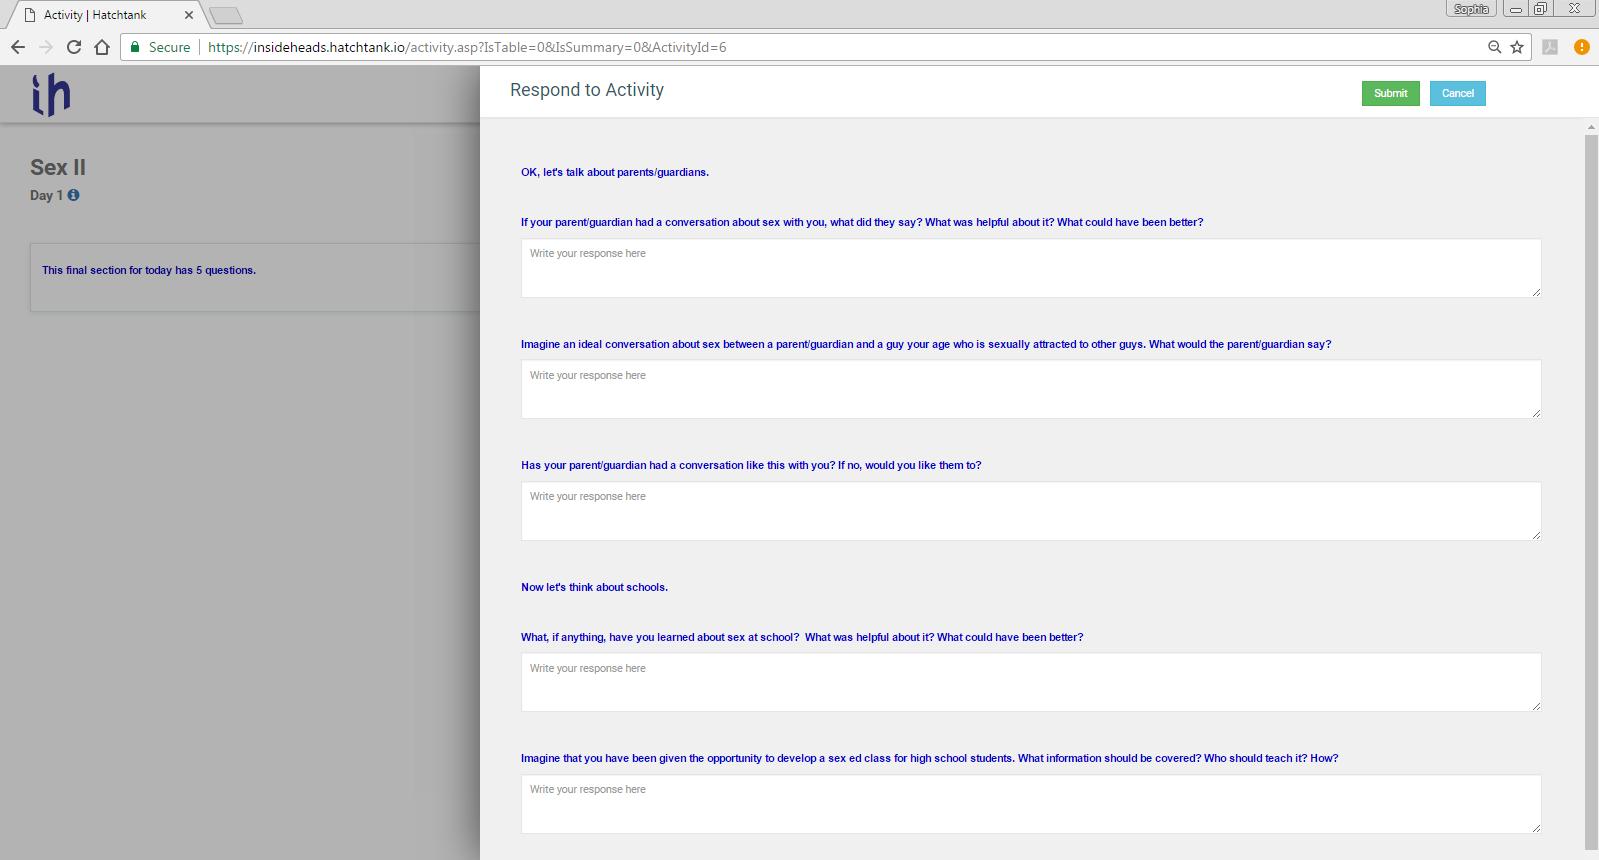 Activity | Hatchtank
Sophia
Secure
https://insideheads.hatchtank.io/activity.asp?IsTable=0&IsSummary=0&ActivityId=6
ih
Respond to Activity
Submit
Cancel
Sex II
Day 1
This final section for today has 5 questions.
OK, let's talk about parents/guardians.
If your parent/guardian had a conversation about sex with you, what did they say? What was helpful about it? What could have been better?
Write your response here
Imagine an ideal conversation about sex between a parent/guardian and a guy your age who is sexually attracted to other guys. What would the parent/guardian say?
Write your response here
Has your parent/guardian had a conversation like this with you? If no, would you like them to?
Write your response here
Now let's think about schools.
What, if anything, have you learned about sex at school?  What was helpful about it? What could have been better?
Write your response here
Imagine that you have been given the opportunity to develop a sex ed class for high school students. What information should be covered? Who should teach it? How?
Write your response here